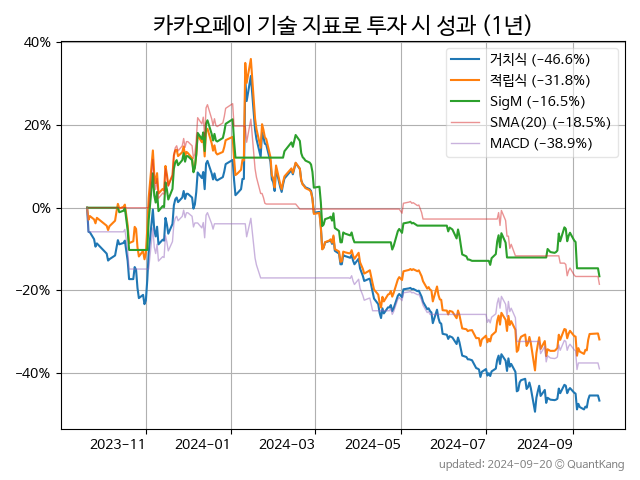 카카오페이 기술 지표로 투자 시 성과 (1년)
40%
20%
0%
−20%
−40%
거치식 (−46.6%)
적립식 (−31.8%)
SigM (−16.5%)
SMA(20) (−18.5%)
MACD (−38.9%)
2023−11 2024−01 2024−03 2024−05 2024−07 2024−09
updated: 2024-09-20 @ QuantKang